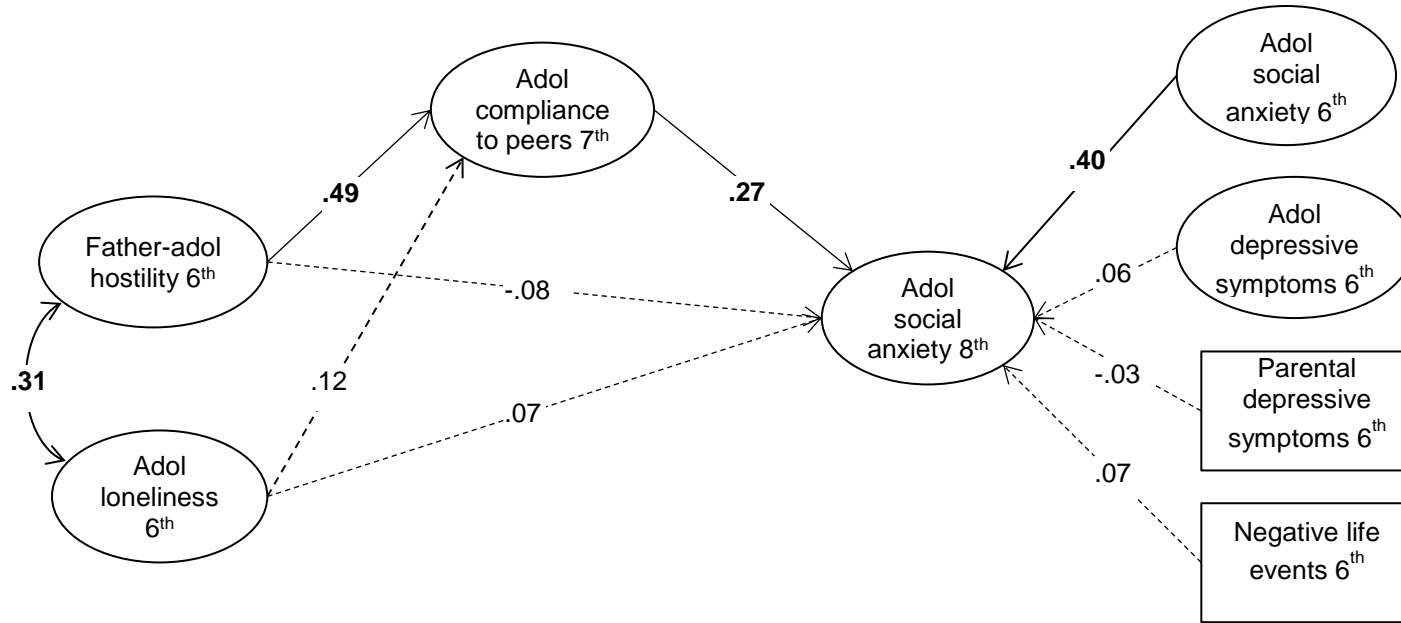 Adol
compliance
to peers 7th
Adol
social
anxiety 6th
.49
.27
.40
Father-adol
hostility 6th
Adol
depressive
symptoms 6th
.06
-.08
Adol
social
anxiety 8th
.31
.12
.07
-.03
Parental
depressive
symptoms 6th
Adol
loneliness
6th
.07
Negative life
events 6th